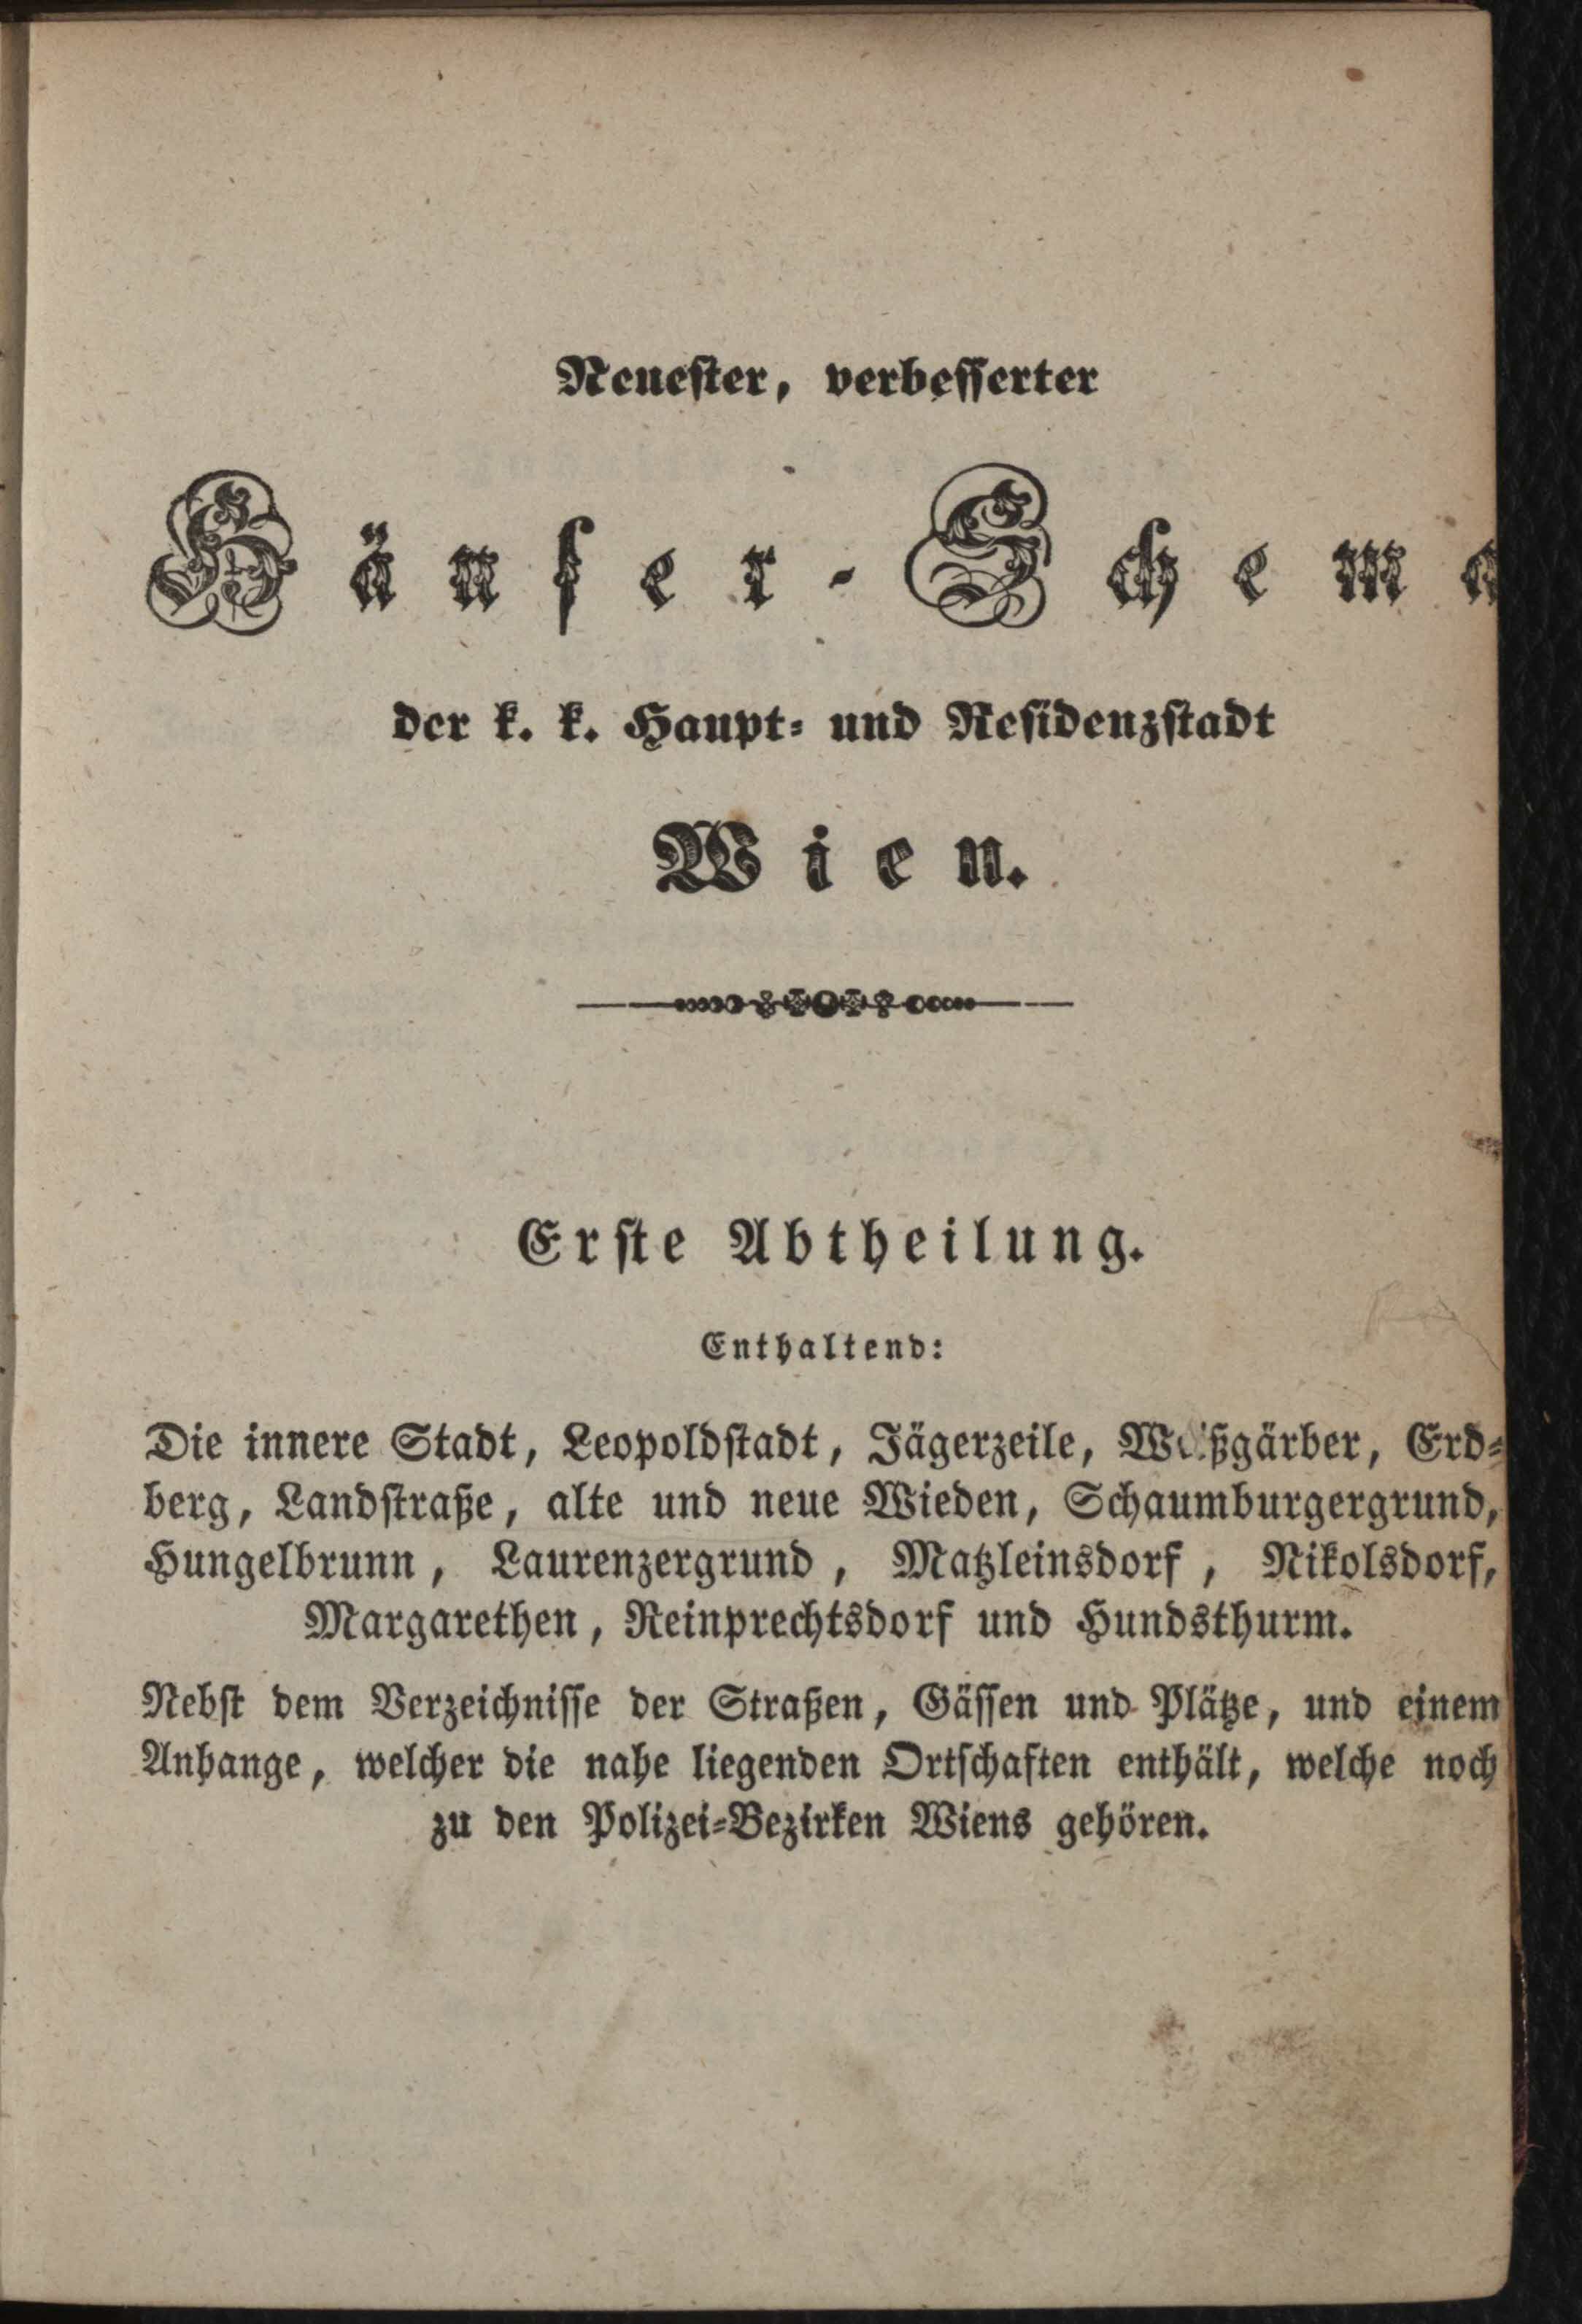 Neuester, verbesserter
Häuser-Schema
der k. k. Haupt- und Residenzstadt
Wien.
Erste Abtheilung.
Enthaltend:
Die innere Stadt, Leopoldstadt, Jägerzeile, Weißgärber, Erd-
berg, Landstraße, alte und neue Wieden, Schaumburgergrund,
Hungelbrunn, Laurenzergrund, Matzleinsdorf, Nikolsdorf,
Margarethen, Reinprechtsdorf und Hundsthurm.
Nebst dem Verzeichnisse der Straßen, Gässen und Plätze, und einem
Anhange, welcher die nahe liegenden Ortschaften enthält, welche noch
zu den Polizei-Bezirken Wiens gehören.